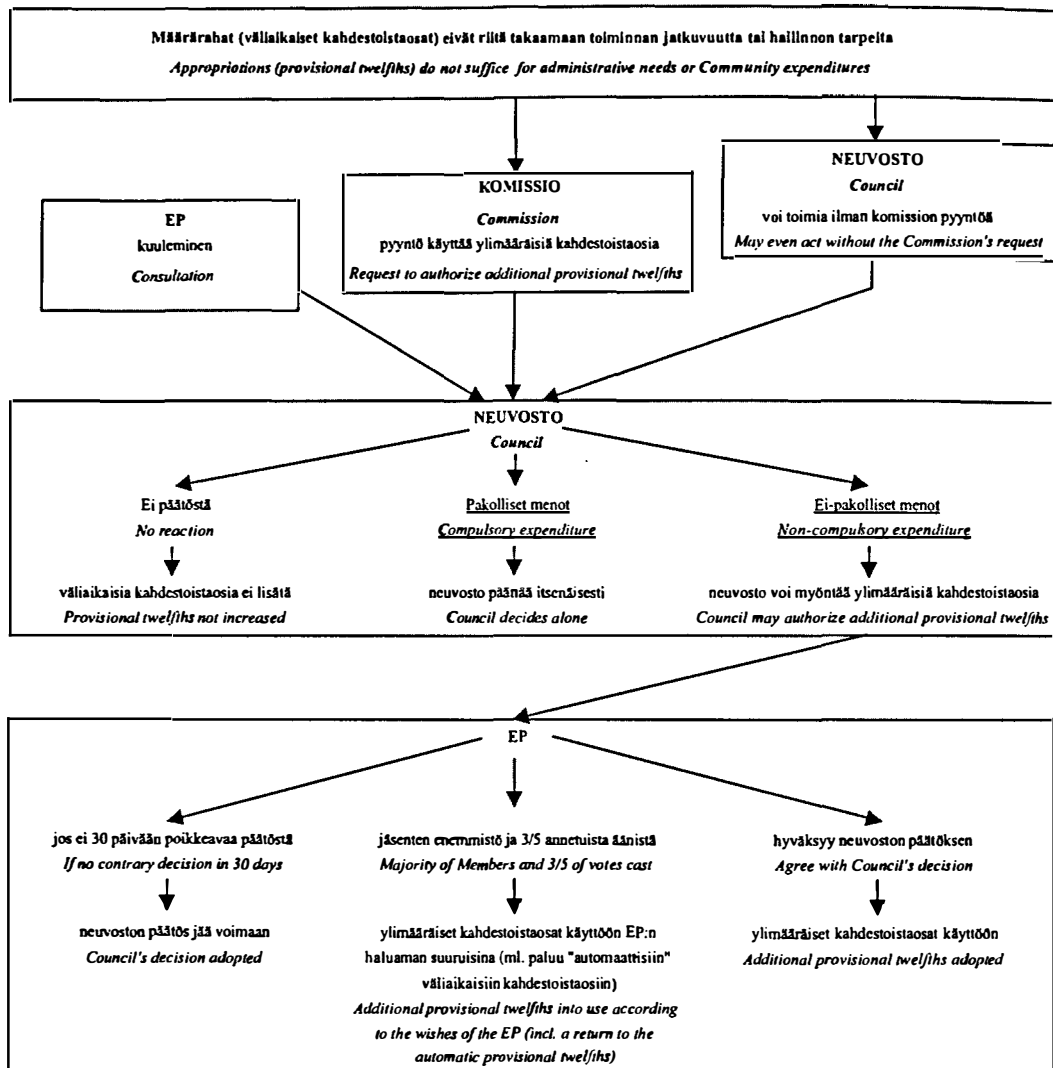 Määrärahat (väliaikaiset kahdestoistaosat) eivät riitä takaamaan toiminnan jatkuvuutta tai hallinnon tarpeita
Appropriations (provisional twelfths) do not suffice for administrative needs or Community expenditures
EP
kuuleminen
Consultation
KOMISSIO
Commission
pyyntö käyttää ylimääräisiä kahdestoistaosia
Request to authorize additional provisional twelfths
NEUVOSTO
Council
voi toimia ilman komission pyyntöä
May even act without the Commission's request
NEUVOSTO
Council
Ei päätöstä
No reaction
väliaikaisia kahdestoistaosia ei lisätä
Provisional twelfths not increased
Pakolliset menot
Compulsory expenditure
neuvosto päättää itsenäisesti
Council decides alone
Ei-pakolliset menot
Non-compulsory expenditure
neuvosto voi myöntää ylimääräisiä kahdestoistaosia
Council may authorize additional provisional twelfths
EP
jos ei 30 päivään poikkeavaa päätöstä
If no contrary decision in 30 days
neuvoston päätös jää voimaan
Council's decision adopted
jäsenten enemmistö ja 3/5 annetuista äänistä
Majority of Members and 3/5 of votes cast
ylimääräiset kahdestoistaosat käyttöön EP:n
haluaman suuruisina (ml. paluu "automaattisiin"
väliaikaisiin kahdestoistaosiin)
Additional provisional twelfths into use according
to the wishes of the EP (incl. a return to the
automatic provisional twelfths)
hyväksyy neuvoston päätöksen
Agree with Council's decision
ylimääräiset kahdestoistaosat käyttöön
Additional provisional twelfths adopted